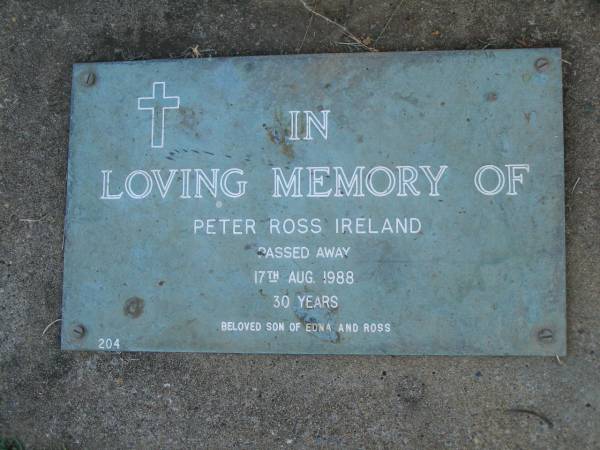 IN
LOVING MEMORY OF
PETER ROSS IRELAND
PASSED AWAY
17TH AUG. 1988
30 YEARS
BELOVED SON OF EDNA AND ROSS
204